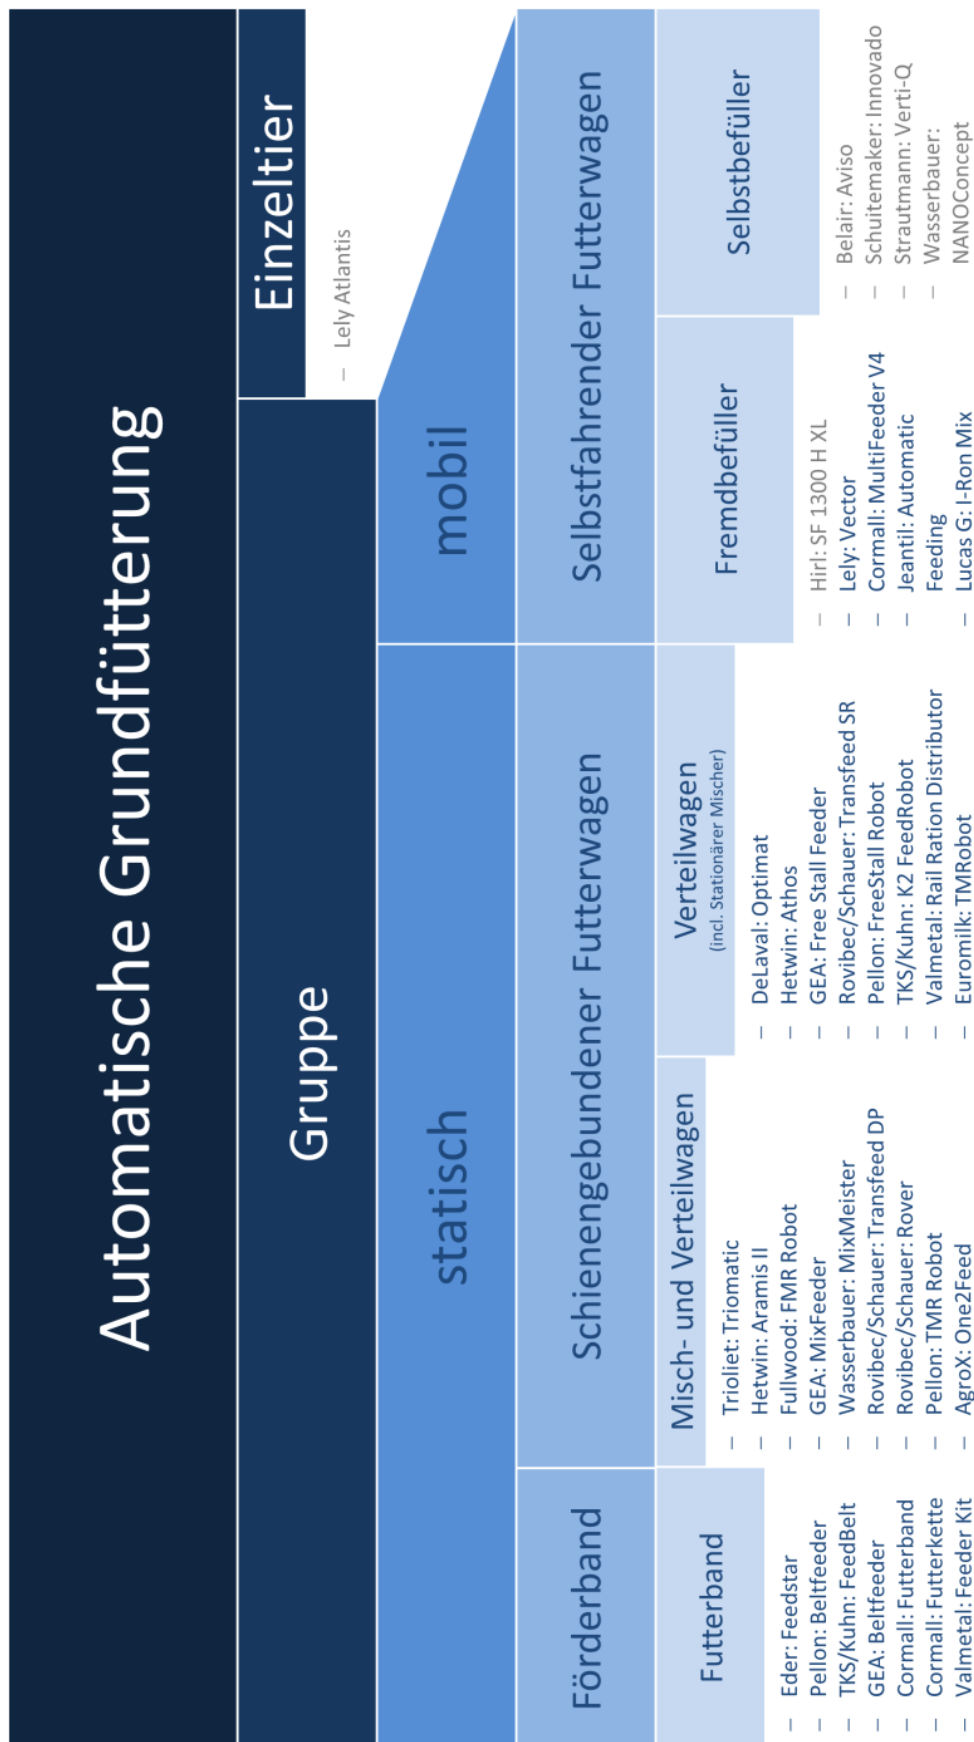 Automatische Grundfütterung
Gruppe
Einzeltier
– Lely Atlantis
statisch
mobil
Förderband
Schienengebundener Futterwagen
Selbstfahrender Futterwagen
Futterband
– Eder: Feedstar
– Pellon: Beltfeeder
– TKS/Kuhn: FeedBelt
– GEA: Beltfeeder
– Cormall: Futterband
– Cormall: Futterkette
– Valmetal: Feeder Kit
Misch- und Verteilwagen
– Trioliet: Triomatic
– Hetwin: Aramis II
– Fullwood: FMR Robot
– GEA: MixFeeder
– Wasserbauer: MixMeister
– Rovibec/Schauer: Transfeed DP
– Rovibec/Schauer: Rover
– Pellon: TMR Robot
– AgroX: One2Feed
Verteilwagen
(incl. Stationärer Mischer)
– DeLaval: Optimat
– Hetwin: Athos
– GEA: Free Stall Feeder
– Rovibec/Schauer: Transfeed SR
– Pellon: FreeStall Robot
– TKS/Kuhn: K2 FeedRobot
– Valmetal: Rail Ration Distributor
– Euromilk: TMRobot
Fremdbefüller
– Hirl: SF 1300 H XL
– Lely: Vector
– Cormall: MultiFeeder V4
– Jeantil: Automatic
Feeding
– Lucas G: I-Ron Mix
Selbstbefüller
– Belair: Aviso
– Schuitemaker: Innovado
– Strautmann: Verti-Q
– Wasserbauer:
NANOConcept